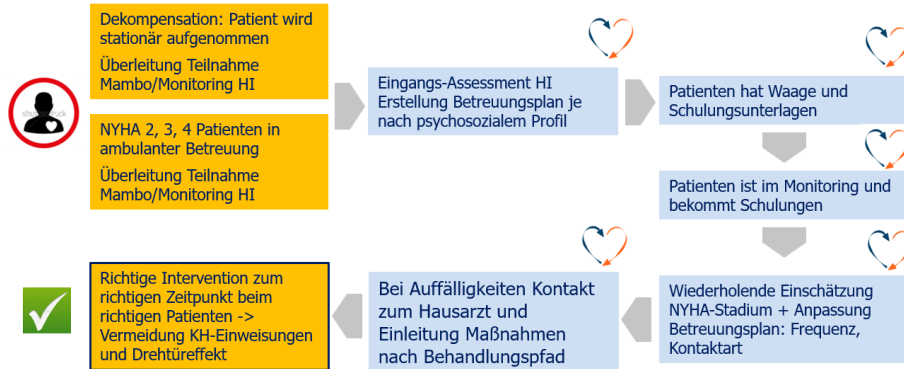 Dekompensation: Patient wird
stationär aufgenommen
Überleitung Teilnahme
Mambo/Monitoring HI
NYHA 2, 3, 4 Patienten in
ambulanter Betreuung
Überleitung Teilnahme
Mambo/Monitoring HI
Eingangs-Assessment HI
Erstellung Betreuungsplan je
nach psychosozialem Profil
Patienten hat Waage und
Schulungsunterlagen
Patienten ist im Monitoring und
bekommt Schulungen
Wiederholende Einschätzung
NYHA-Stadium + Anpassung
Betreuungsplan: Frequenz,
Kontaktart
Bei Auffälligkeiten Kontakt
zum Hausarzt und
Einleitung Maßnahmen
nach Behandlungspfad
Richtige Intervention zum
richtigen Zeitpunkt beim
richtigen Patienten ->
Vermeidung KH-Einweisungen
und Drehtüreffekt